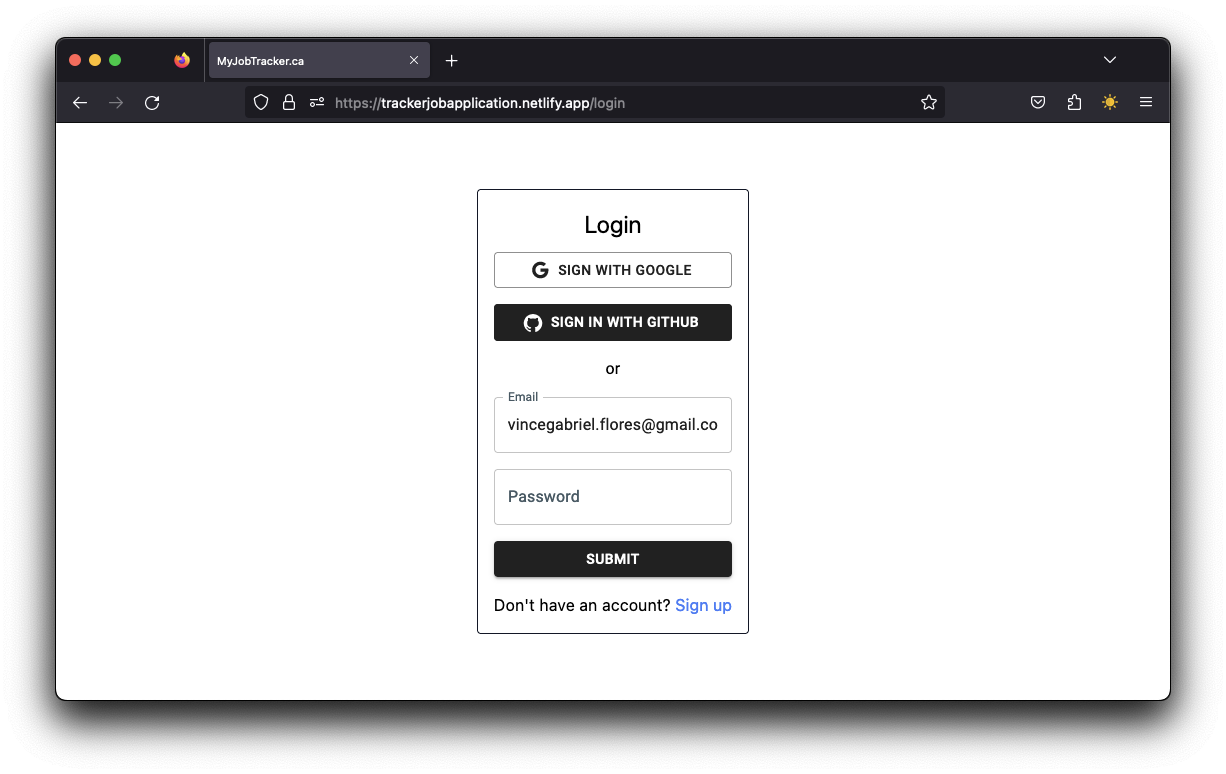 MyJobTracker.ca
https://trackerjobapplication.netlify.app/login
Login
SIGN WITH GOOGLE
SIGN IN WITH GITHUB
or
Email
vincegabriel.flores@gmail.co
Password
SUBMIT
Don't have an account? Sign up